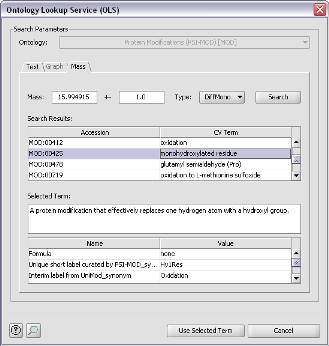 Ontology Lookup Service (OLS)
Search Parameters
Ontology: Protein Modifications (PSI-MOD) [MOD]
Text Graph Mass
Mass: 15.994915 +- 1.0 Type: DiffMono Search
Search Results:
Accession CV Term
MOD:00412 oxidation
MOD:00425 monohydroxylated residue
MOD:00478 glutamyl semialdehyde (Pro)
MOD:00719 oxidation to L-methionine sulfoxide
Selected Term:
A protein modification that effectively replaces one hydrogen atom with a hydroxyl group.
Name Value
Formula none
Unique short label curated by PSI-MOD_sy... Hy1Res
Interim label from UniMod_synonym Oxidation
Use Selected Term Cancel